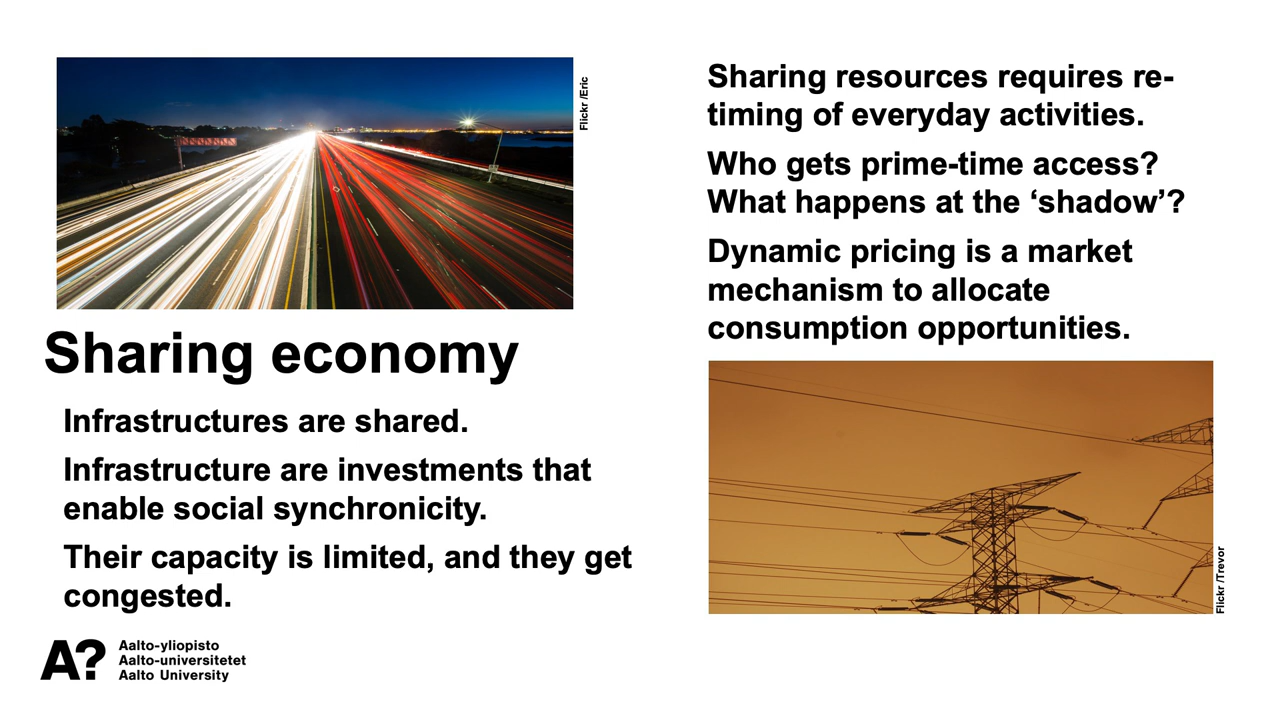 Flickr /Eric
Sharing economy
Infrastructures are shared.
Infrastructure are investments that
enable social synchronicity.
Their capacity is limited, and they get
congested.
Sharing resources requires re-
timing of everyday activities.
Who gets prime-time access?
What happens at the ‘shadow’?
Dynamic pricing is a market
mechanism to allocate
consumption opportunities.
Flickr /Trevor
A?
Aalto-yliopisto
Aalto-universitetet
Aalto University